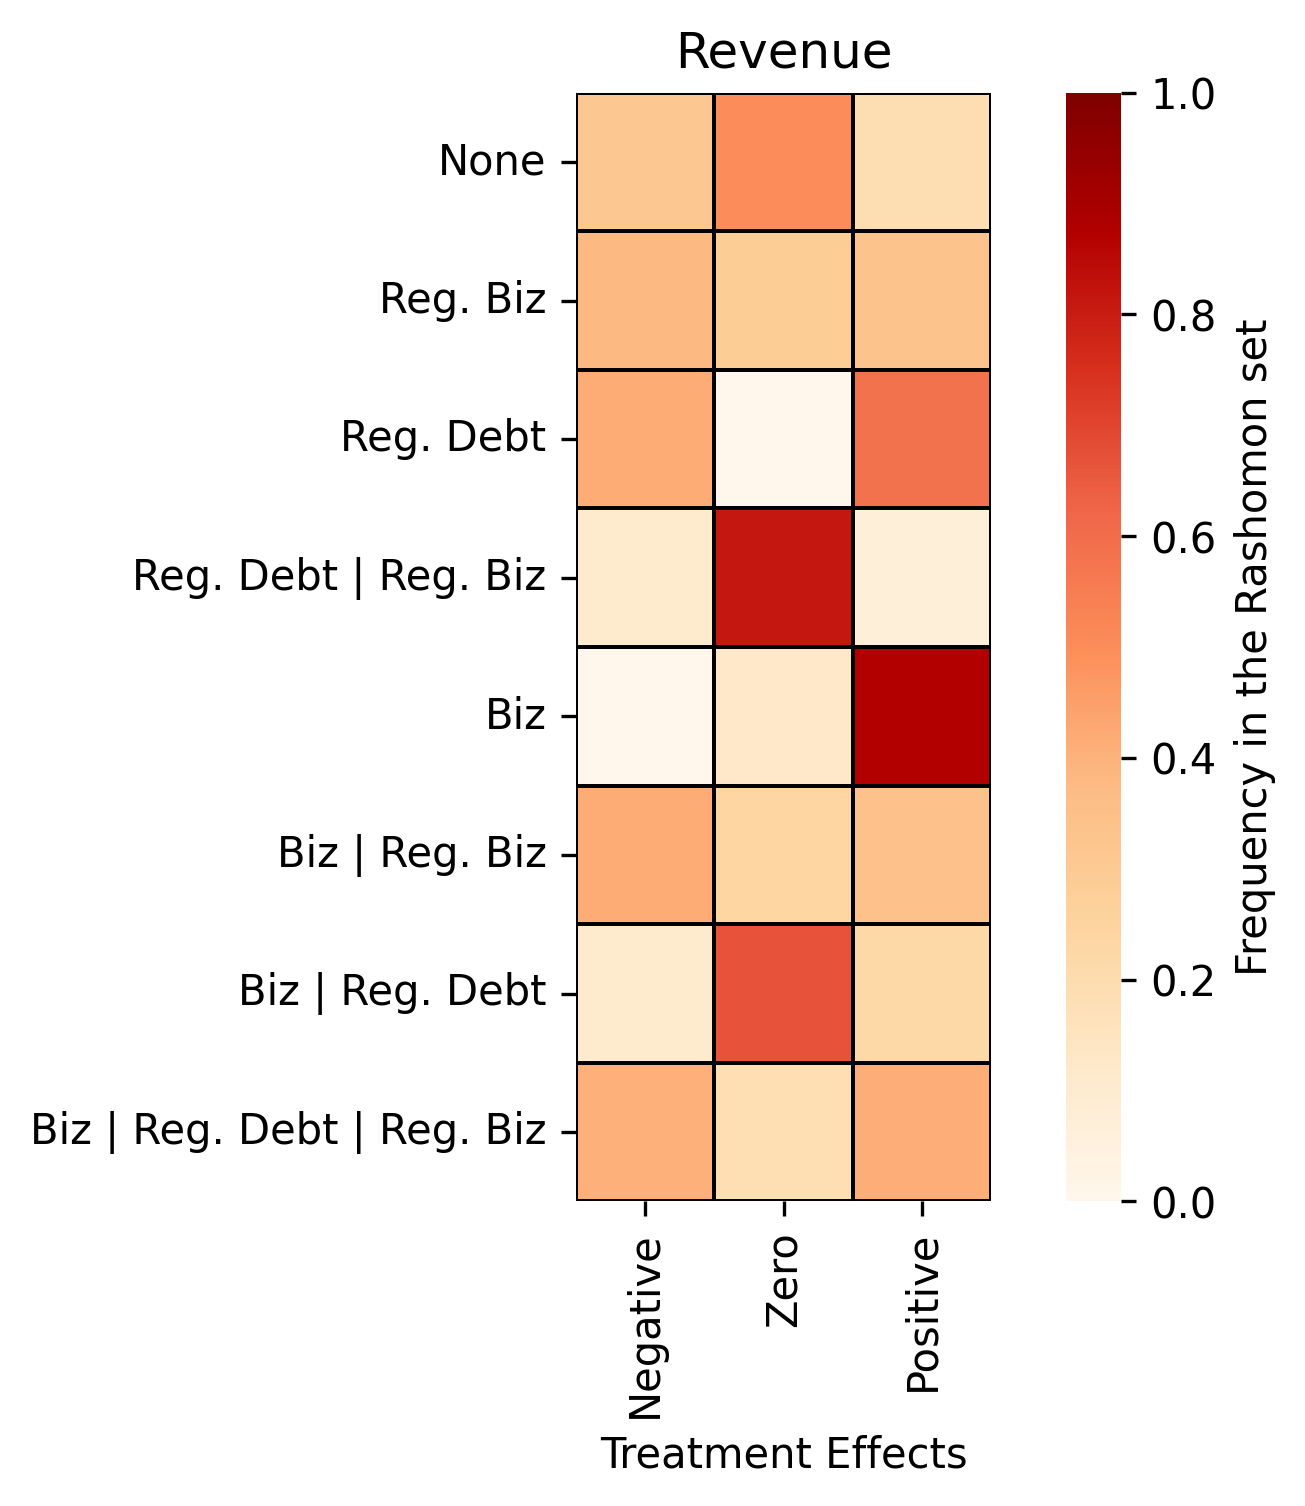 Revenue
None
Reg. Biz
Reg. Debt
Reg. Debt | Reg. Biz
Biz
Biz | Reg. Biz
Biz | Reg. Debt
Biz | Reg. Debt | Reg. Biz
Negative
Zero
Positive
Treatment Effects
1.0
0.8
0.6
0.4
0.2
0.0
Frequency in the Rashomon set